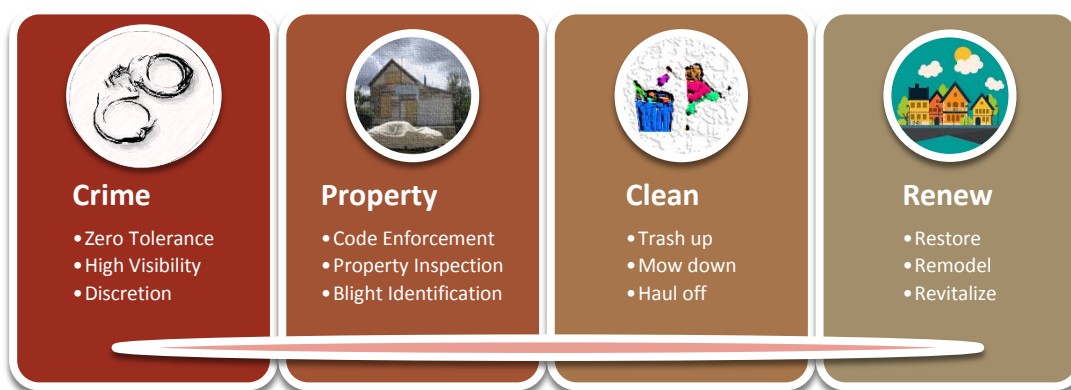 Crime
•Zero Tolerance
•High Visibility
•Discretion
Property
•Code Enforcement
•Property Inspection
•Blight Identification
Clean
•Trash up
•Mow down
•Haul off
Renew
•Restore
•Remodel
•Revitalize